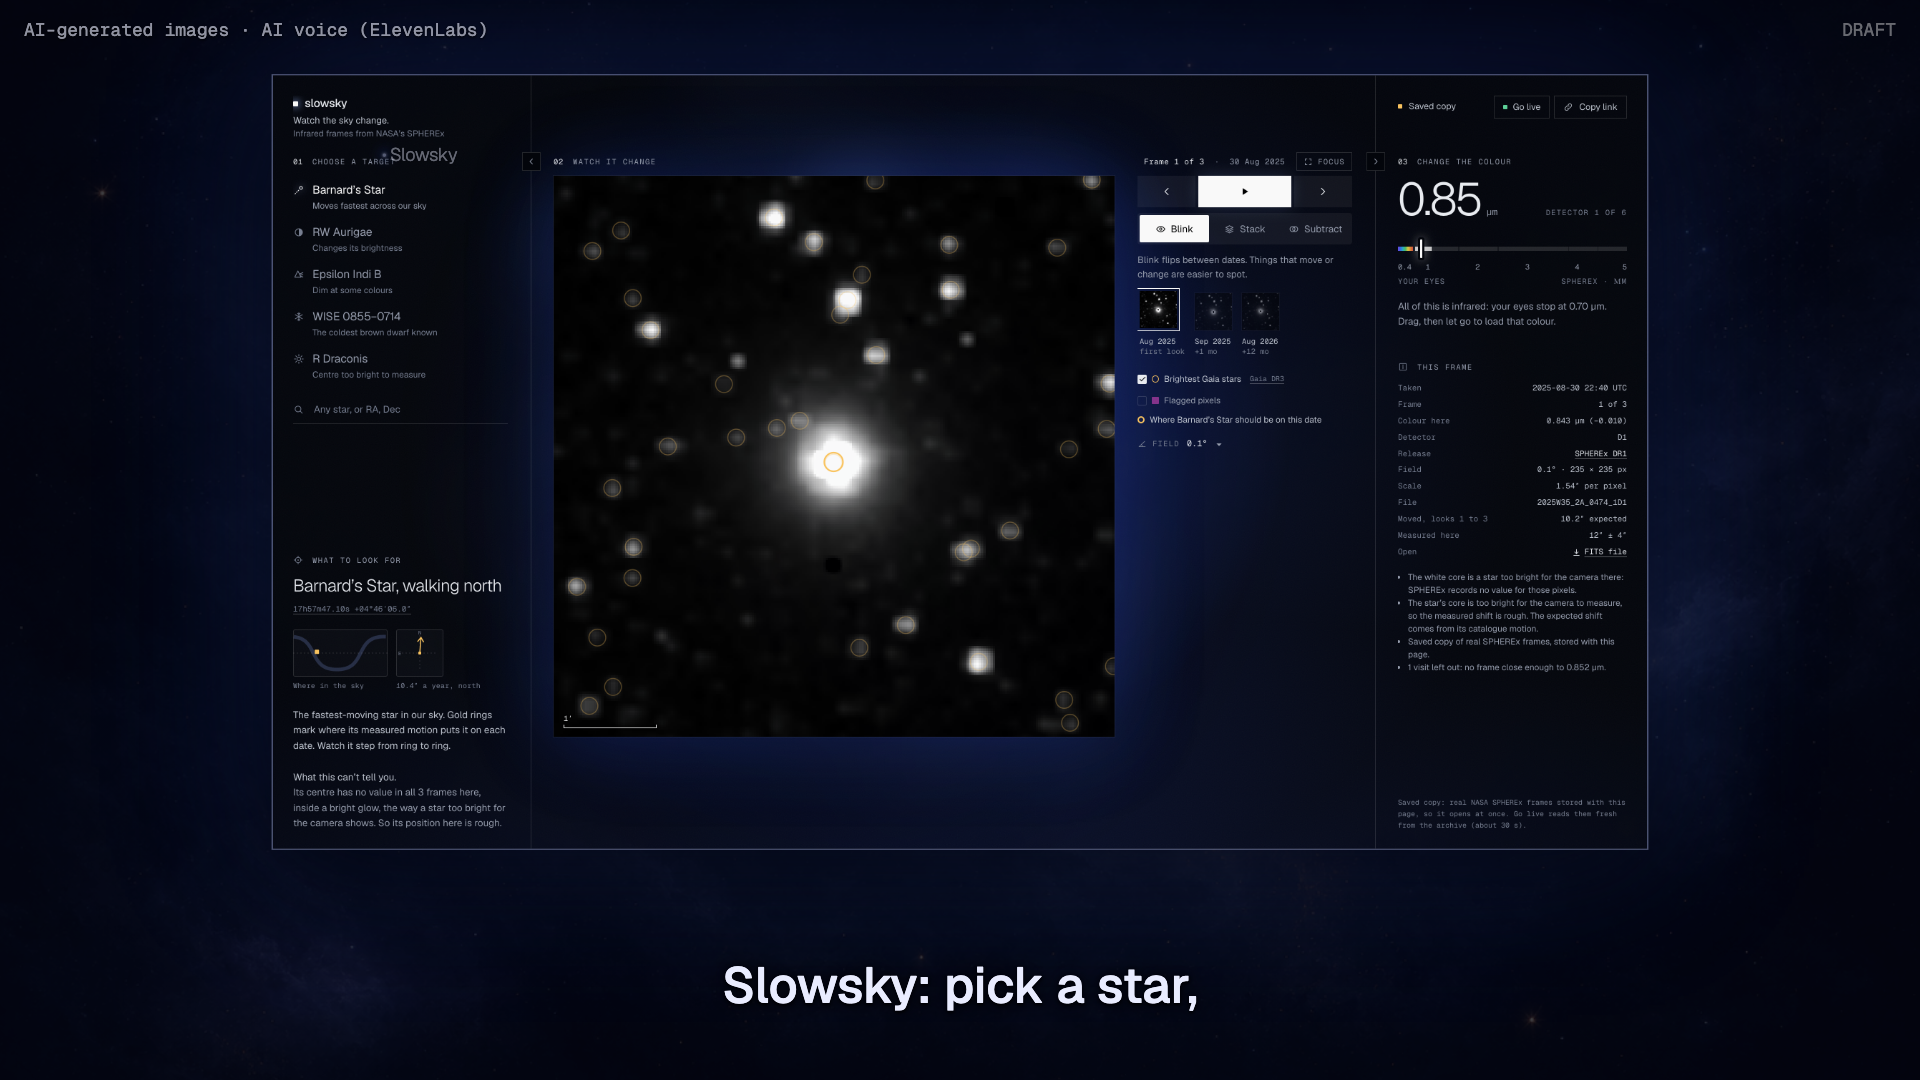 AI-generated images · AI voice (ElevenLabs)
DRAFT
slowsky
Watch the sky change.
Infrared frames from NASA's SPHEREx
Slowsky
01 CHOOSE A TARGET
Barnard's Star
Moves fastest across our sky
RW Aurigae
Changes its brightness
Epsilon Indi B
Dim at some colours
WISE 0855–0714
The coldest brown dwarf known
R Draconis
Centre too bright to measure
Any star, or RA, Dec
WHAT TO LOOK FOR
Barnard's Star, walking north
17h57m47.10s +04°46'06.0"
Where in the sky
10.4" a year, north
The fastest-moving star in our sky. Gold rings
mark where its measured motion puts it on each
date. Watch it step from ring to ring.
What this can't tell you.
Its centre has no value in all 3 frames here,
inside a bright glow, the way a star too bright for
the camera shows. So its position here is rough.
02 WATCH IT CHANGE
1'
Frame 1 of 3 · 30 Aug 2025
FOCUS
Blink
Stack
Subtract
Blink flips between dates. Things that move or
change are easier to spot.
Aug 2025
first look
Sep 2025
+1 mo
Aug 2026
+12 mo
Brightest Gaia stars Gaia DR3
Flagged pixels
Where Barnard's Star should be on this date
FIELD 0.1°
Saved copy
Go live
Copy link
03 CHANGE THE COLOUR
0.85 µm
DETECTOR 1 OF 6
0.4 1 2 3 4 5
YOUR EYES
SPHEREX · µM
All of this is infrared: your eyes stop at 0.70 µm.
Drag, then let go to load that colour.
THIS FRAME
Taken 2025-08-30 22:40 UTC
Frame 1 of 3
Colour here 0.843 µm (-0.010)
Detector D1
Release SPHEREx DR1
Field 0.1° · 235 × 235 px
Scale 1.54" per pixel
File 2025W35_2A_0474_1D1
Moved, looks 1 to 3 10.2" expected
Measured here 12" ± 4"
Open FITS file
• The white core is a star too bright for the camera there:
SPHEREx records no value for those pixels.
• The star's core is too bright for the camera to measure,
so the measured shift is rough. The expected shift
comes from its catalogue motion.
• Saved copy of real SPHEREx frames, stored with this
page.
• 1 visit left out: no frame close enough to 0.852 µm.
Saved copy: real NASA SPHEREx frames stored with this
page, so it opens at once. Go live reads them fresh
from the archive (about 30 s).
Slowsky: pick a star,